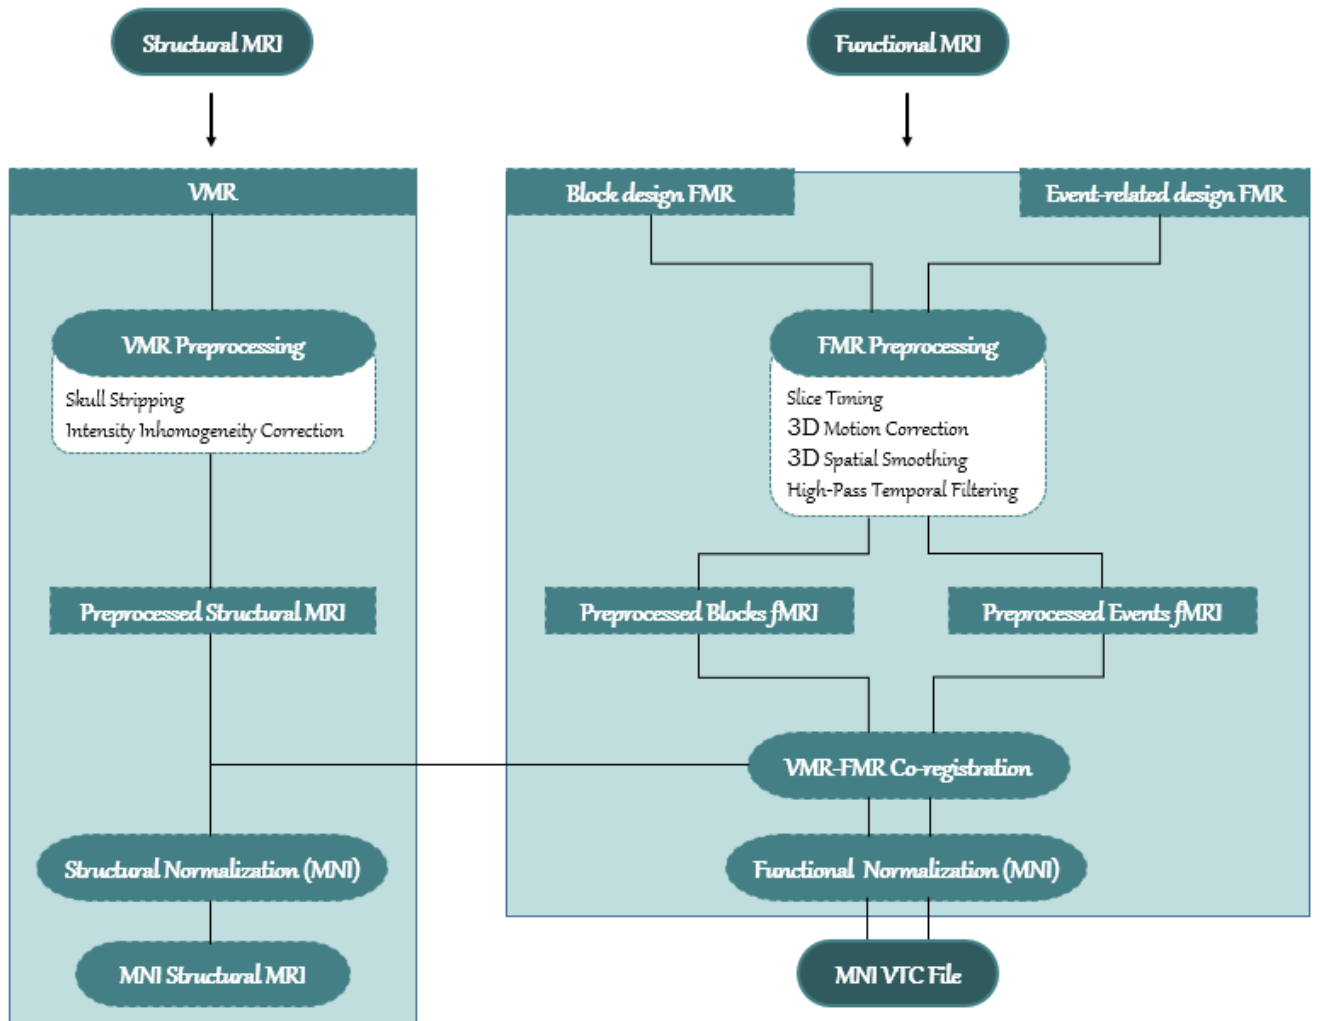 Structural MRI
Functional MRI
VMR
Block design FMR
Event-related design FMR
VMR Preprocessing
Skull Stripping
Intensity Inhomogeneity Correction
FMR Preprocessing
Slice Timing
3D Motion Correction
3D Spatial Smoothing
High-Pass Temporal Filtering
Preprocessed Structural MRI
Preprocessed Blocks fMRI
Preprocessed Events fMRI
VMR-FMR Co-registration
Structural Normalization (MNI)
Functional Normalization (MNI)
MNI Structural MRI
MNI VTC File